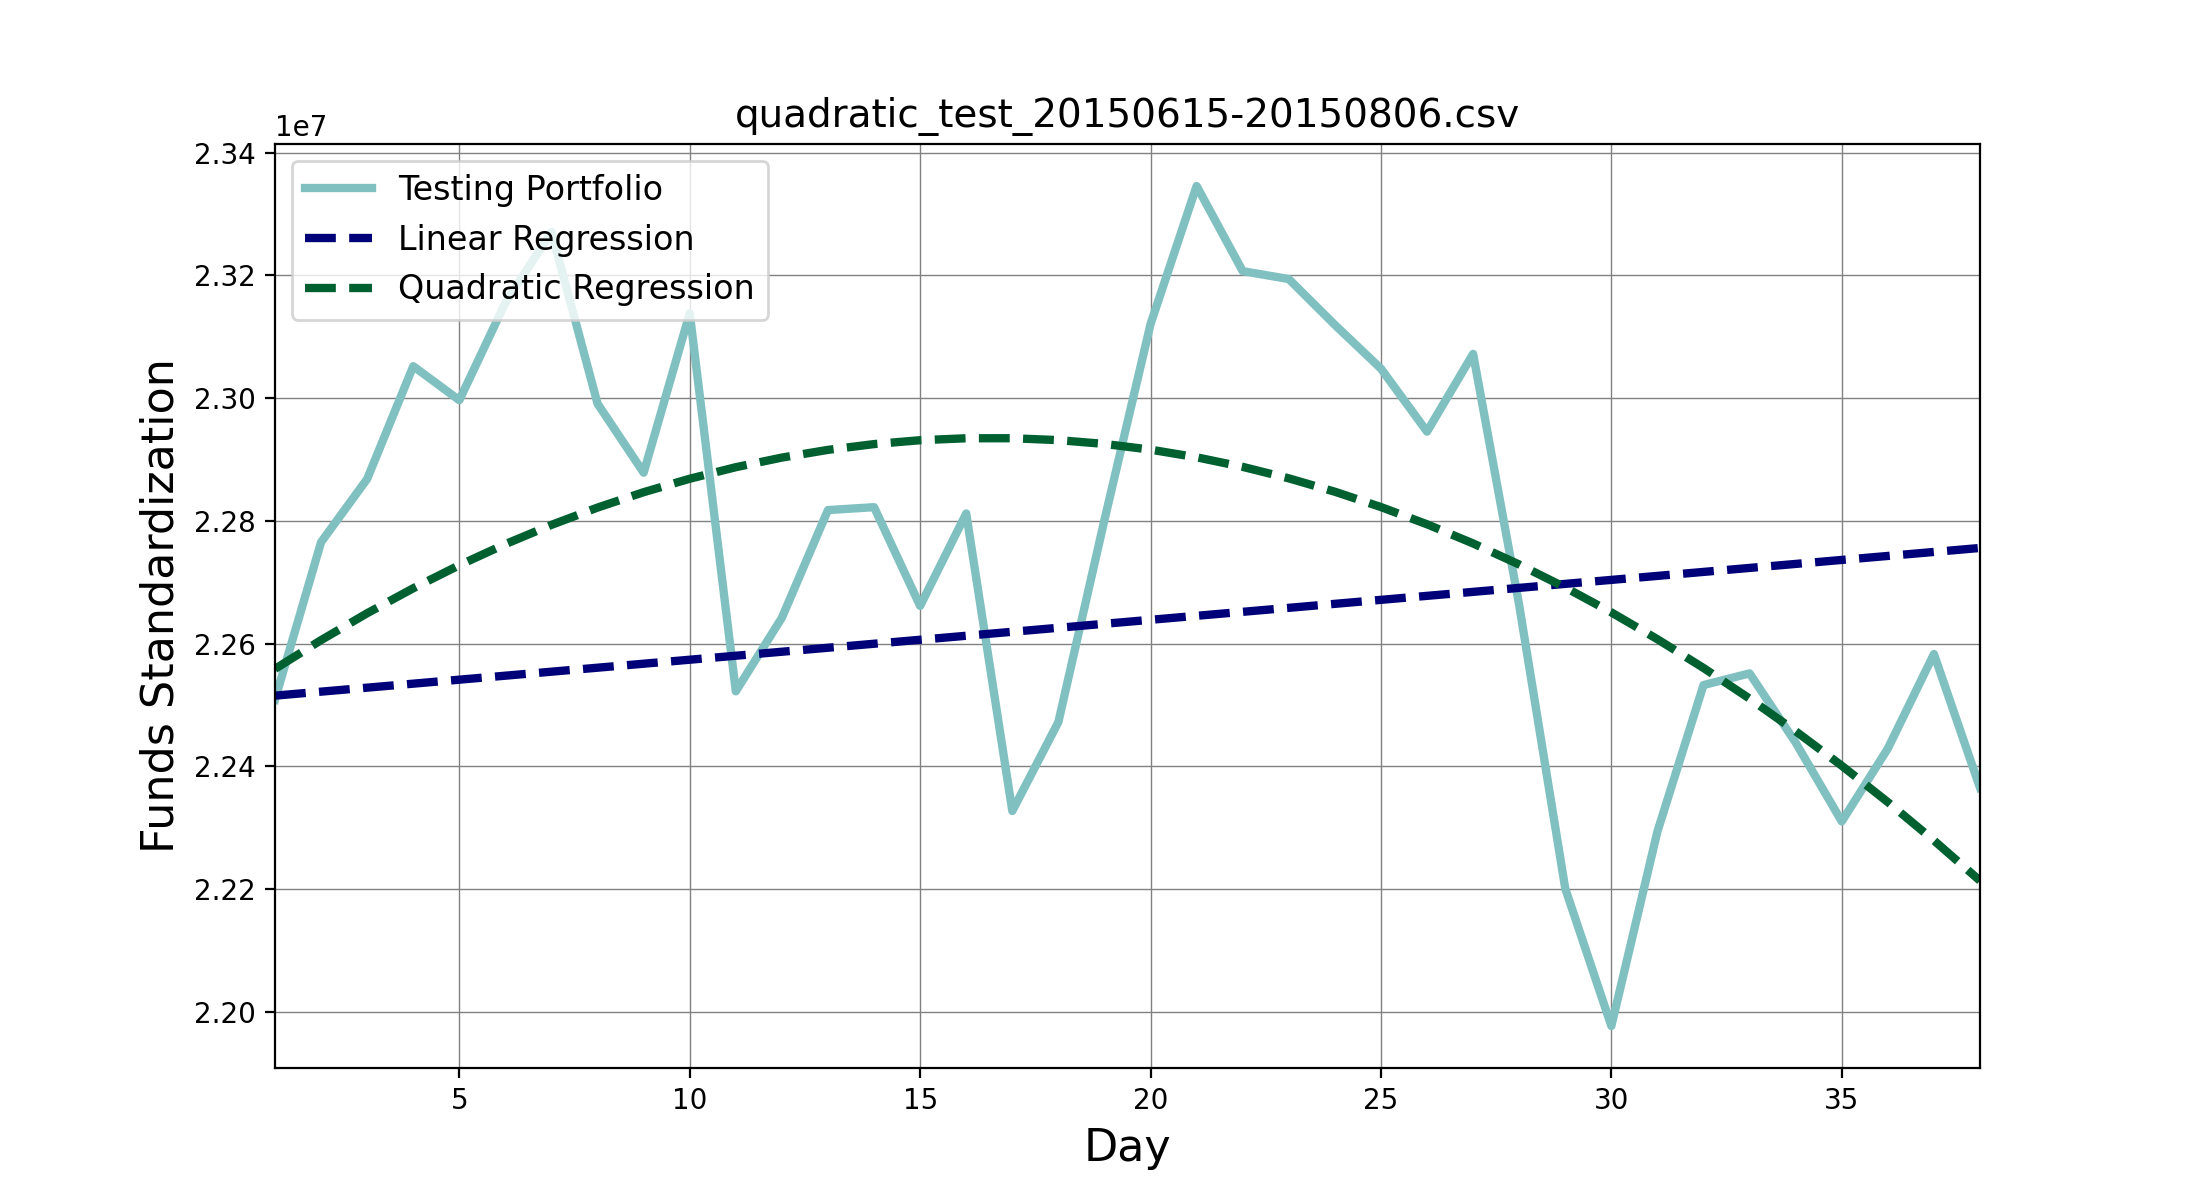 quadratic_test_20150615-20150806.csv
1e7
2.34
2.32
2.30
2.28
2.26
2.24
2.22
2.20
Funds Standardization
Testing Portfolio
Linear Regression
Quadratic Regression
5 10 15 20 25 30 35
Day